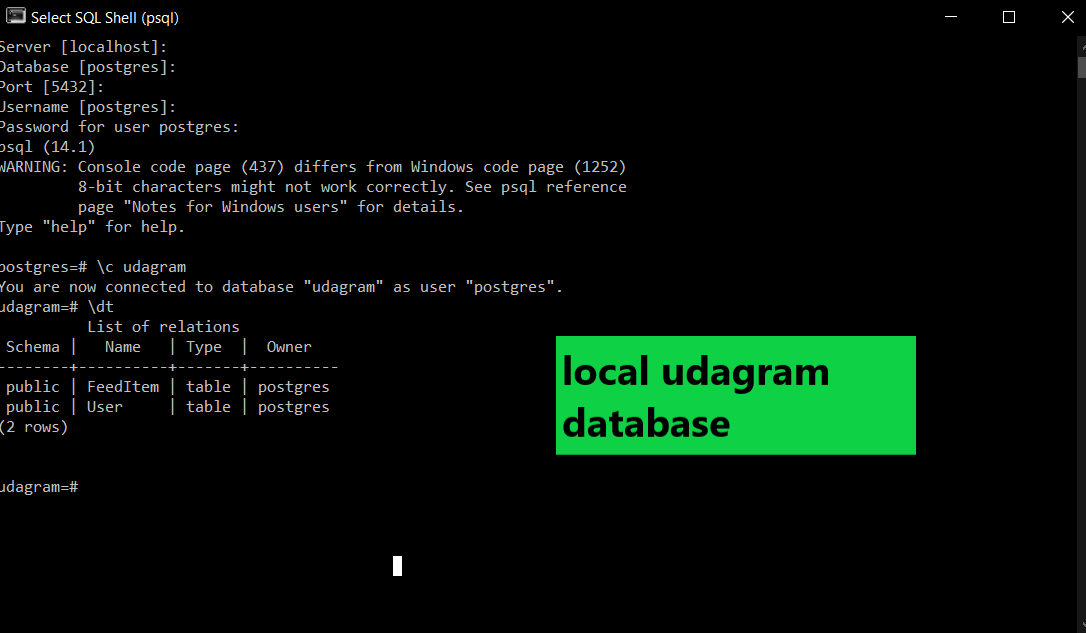 Select SQL Shell (psql)
Server [localhost]:
Database [postgres]:
Port [5432]:
Username [postgres]:
Password for user postgres:
psql (14.1)
WARNING: Console code page (437) differs from Windows code page (1252)
         8-bit characters might not work correctly. See psql reference
         page "Notes for Windows users" for details.
Type "help" for help.
postgres=# \c udagram
You are now connected to database "udagram" as user "postgres".
udagram=# \dt
          List of relations
 Schema |   Name   | Type  |  Owner
--------+----------+-------+----------
 public | FeedItem | table | postgres
 public | User     | table | postgres
(2 rows)
udagram=#
local udagram
database